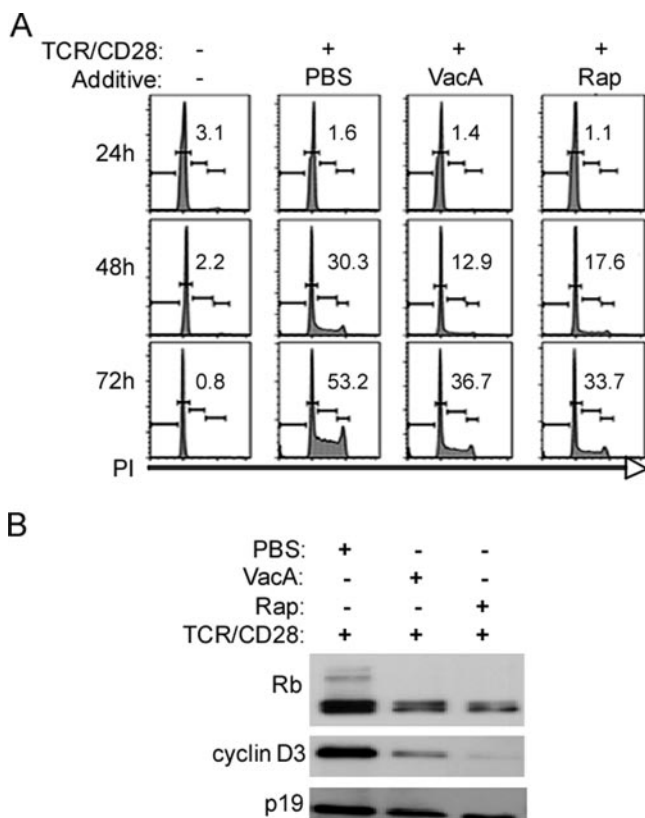 A
TCR/CD28: - + + +
Additive: - PBS VacA Rap
24h 3.1 1.6 1.4 1.1
48h 2.2 30.3 12.9 17.6
72h 0.8 53.2 36.7 33.7
PI
B
PBS: + - -
VacA: - + -
Rap: - - +
TCR/CD28: + + +
Rb
cyclin D3
p19